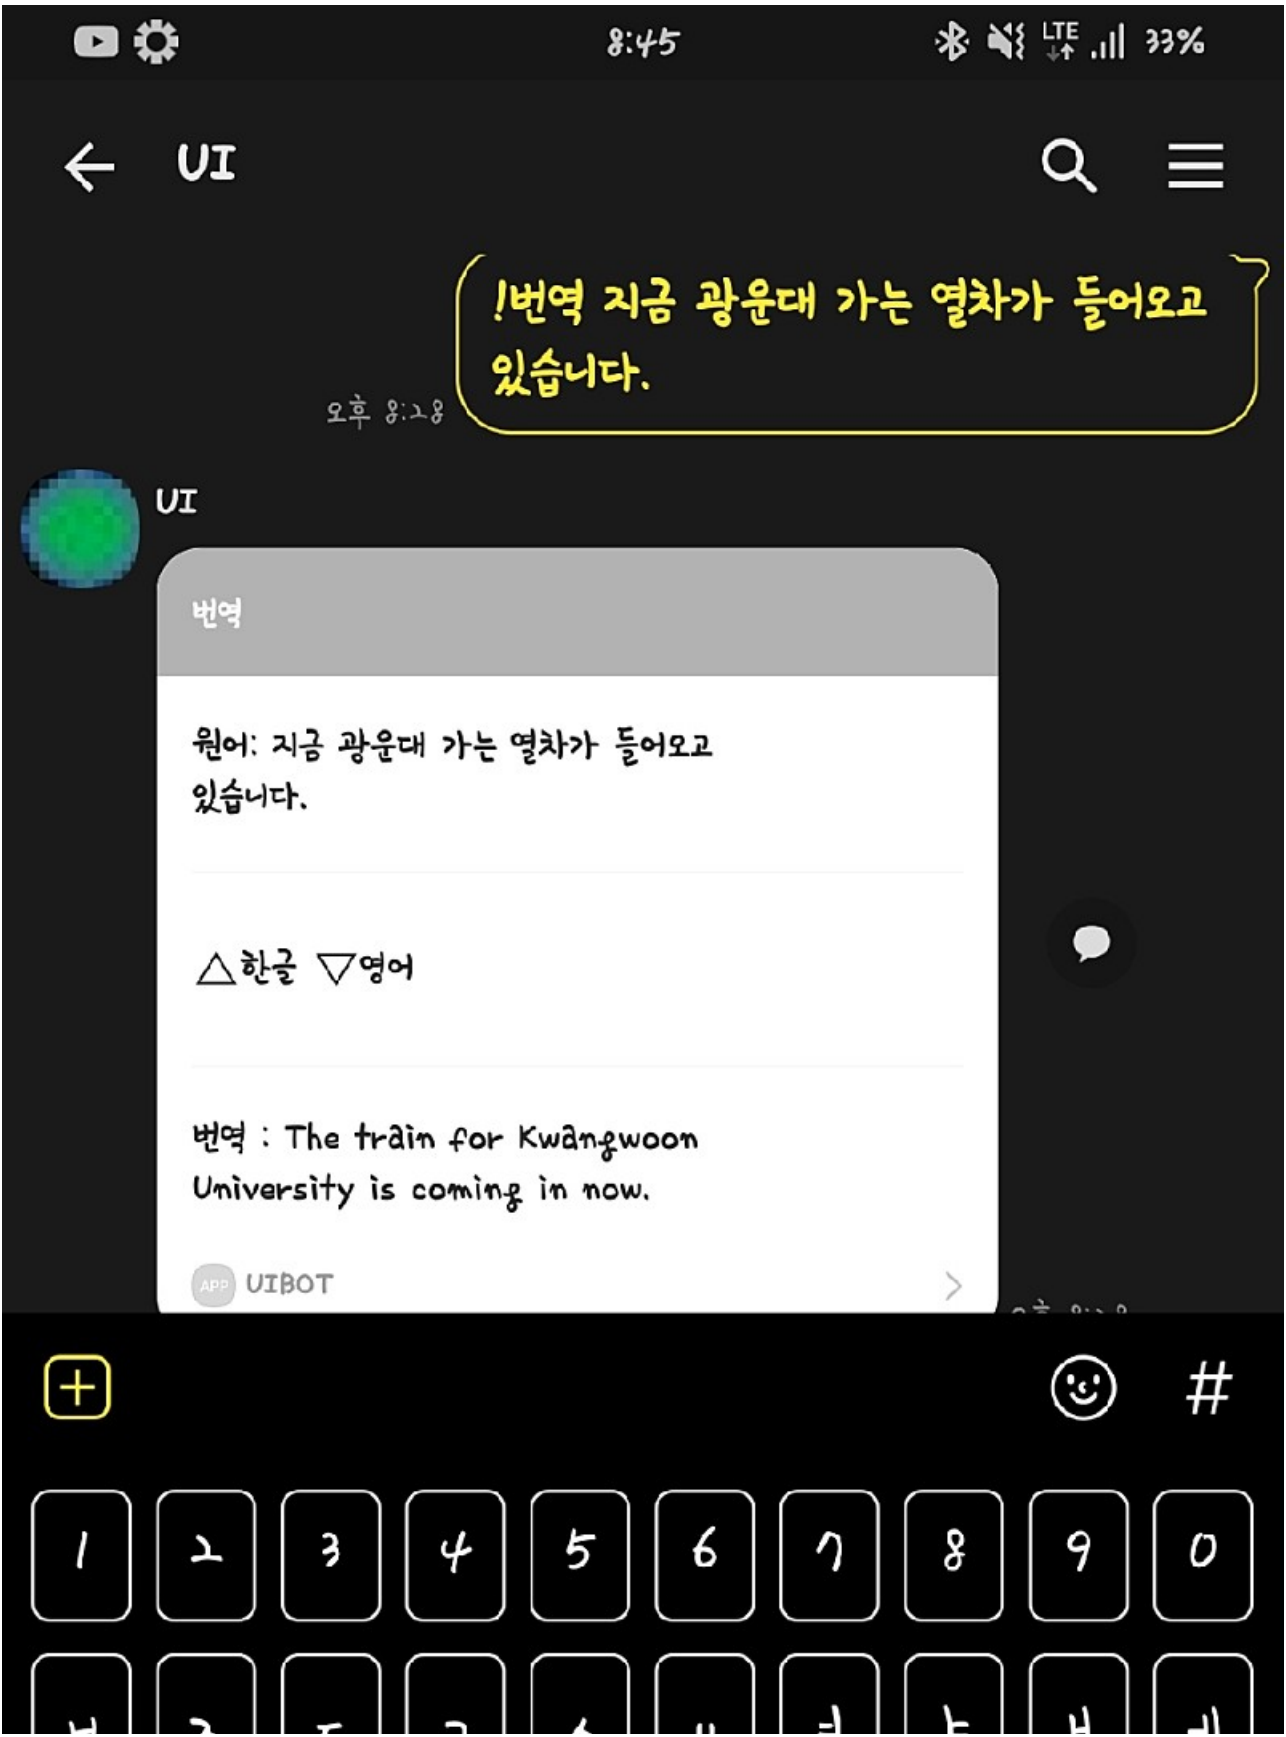 8:45 LTE 33%
UI
!번역 지금 광운대 가는 열차가 들어오고
있습니다.
오후 8:28
UI
번역
원어: 지금 광운대 가는 열차가 들어오고
있습니다.
△한글 ▽영어
번역 : The train for Kwangwoon
University is coming in now.
APP UIBOT
#
1 2 3 4 5 6 7 8 9 0